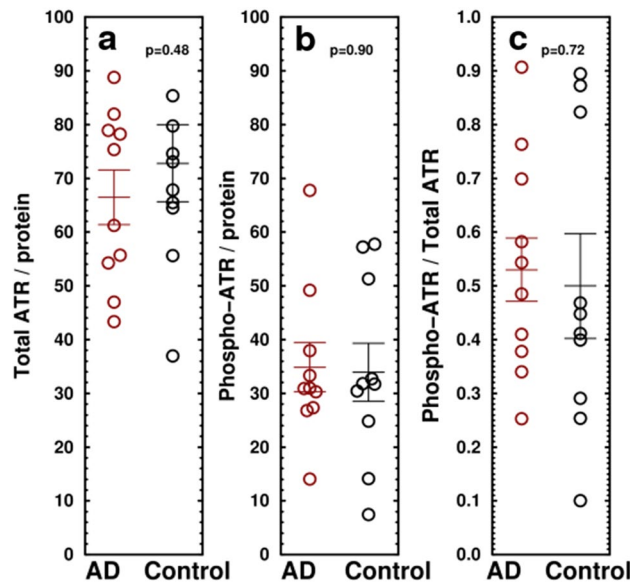 Total ATR / protein
100
90
80
70
60
50
40
30
20
10
0
a
p=0.48
AD Control
Phospho-ATR / protein
100
90
80
70
60
50
40
30
20
10
0
b
p=0.90
AD Control
Phospho-ATR / Total ATR
1.0
0.9
0.8
0.7
0.6
0.5
0.4
0.3
0.2
0.1
0.0
c
p=0.72
AD Control